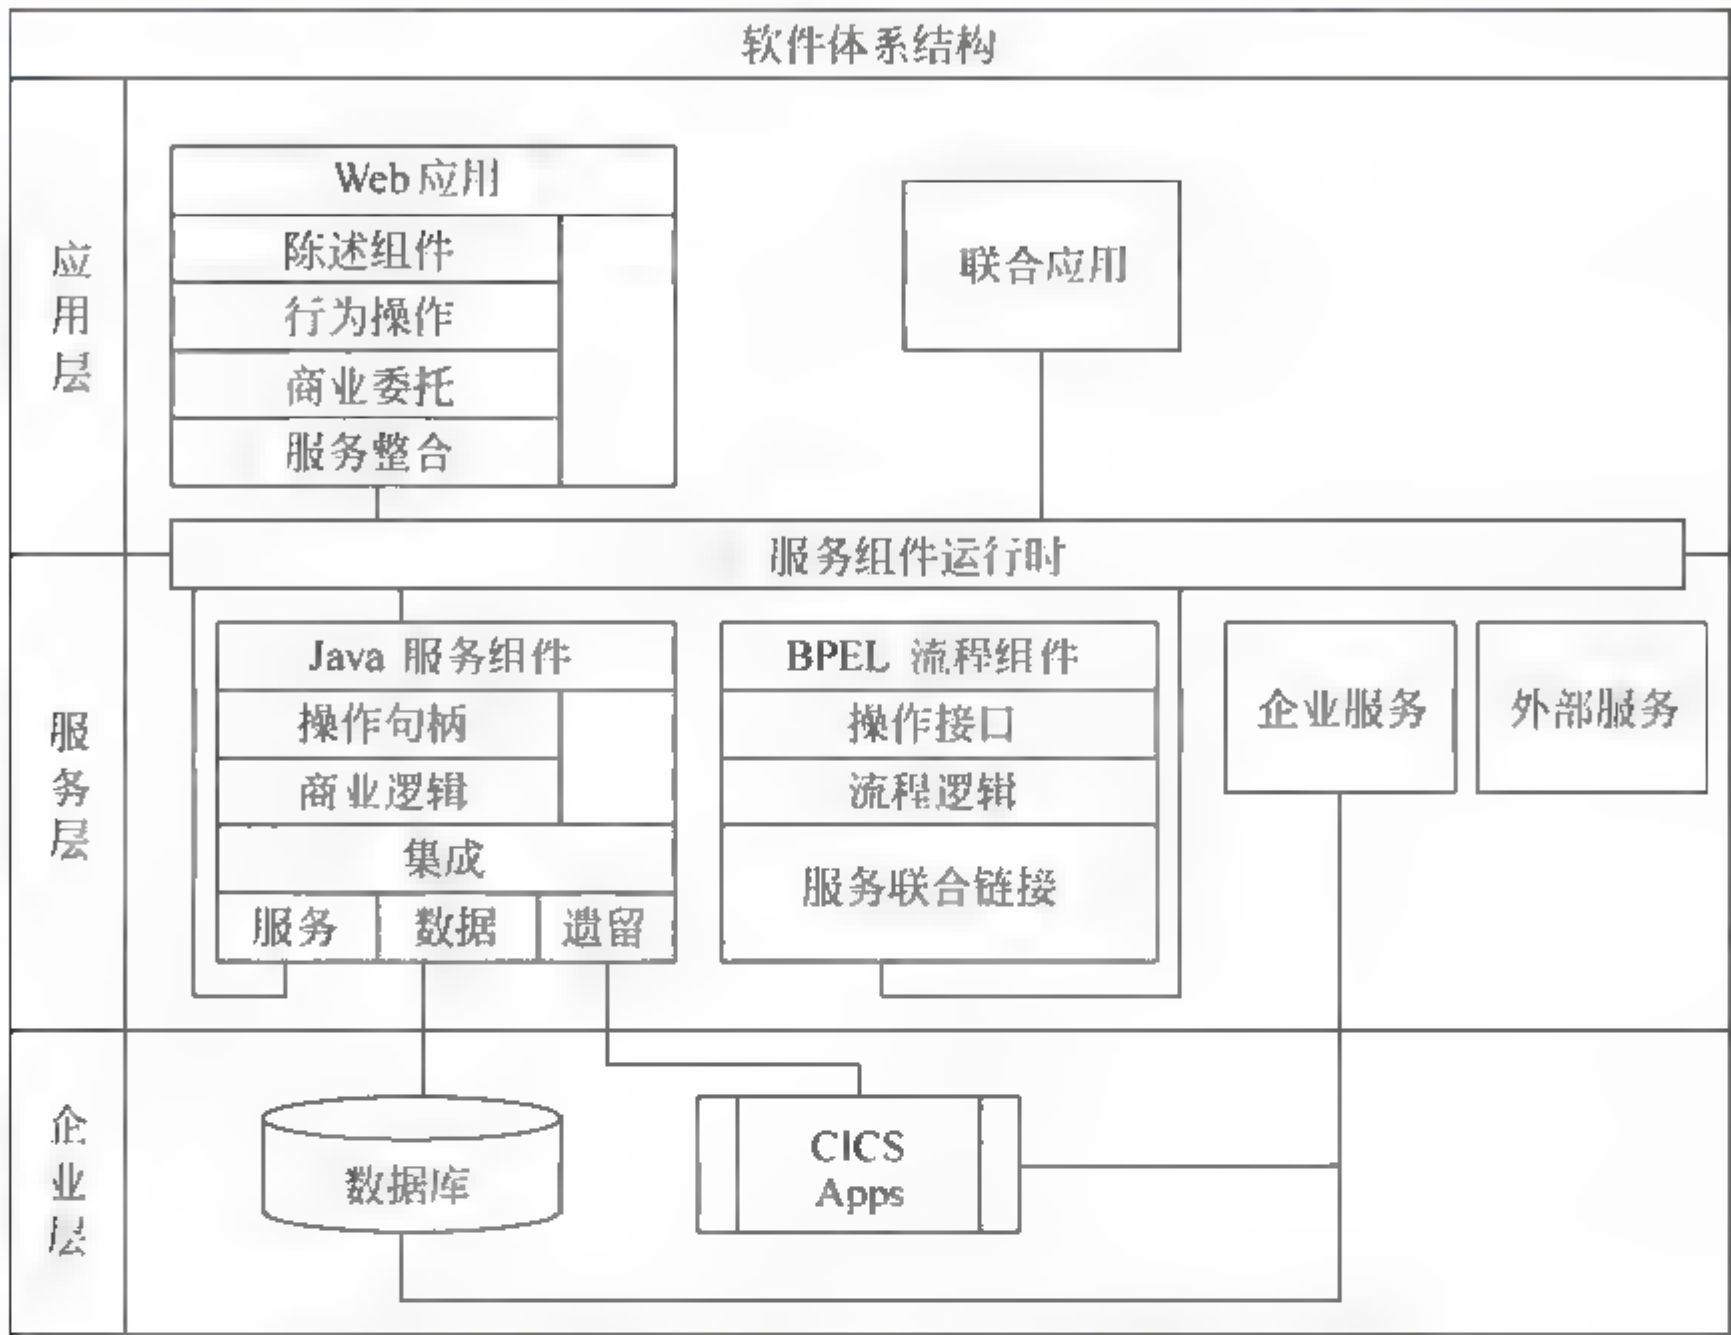 软件体系结构
应用层
Web应用
陈述组件
行为操作
商业委托
服务整合
联合应用
服务组件运行时
服务层
Java 服务组件
操作句柄
商业逻辑
集成
服务 数据 遗留
BPEL 流程组件
操作接口
流程逻辑
服务联合链接
企业服务
外部服务
企业层
数据库
CICS
Apps